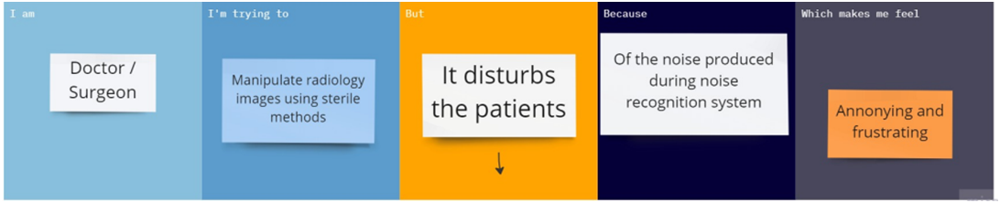 I am
Doctor /
Surgeon
I'm trying to
Manipulate radiology
images using sterile
methods
But
It disturbs
the patients
Because
Of the noise produced
during noise
recognition system
Which makes me feel
Annonying and
frustrating